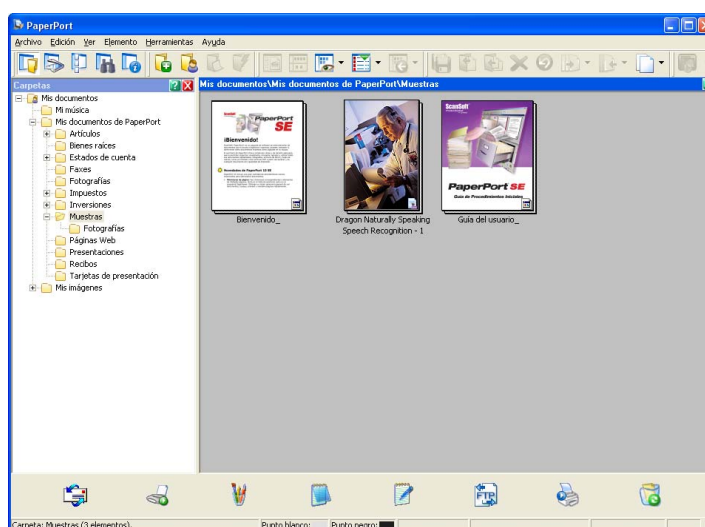 PaperPort
Archivo Edición Ver Elemento Herramientas Ayuda
Carpetas
Mis documentos\Mis documentos de PaperPort\Muestras
Mis documentos
Mi música
Mis documentos de PaperPort
Artículos
Bienes raíces
Estados de cuenta
Faxes
Fotografías
Impuestos
Inversiones
Muestras
Fotografías
Páginas Web
Presentaciones
Recibos
Tarjetas de presentación
Mis imágenes
PaperPort
SE
¡Bienvenido!
Bienvenido_
Dragon Naturally Speaking
Speech Recognition - 1
ScanSoft
PaperPort SE
Guía de Procedimientos Iniciales
Guía del usuario_
FTP
Carpeta: Muestras (3 elementos).
Punto blanco:
Punto negro: